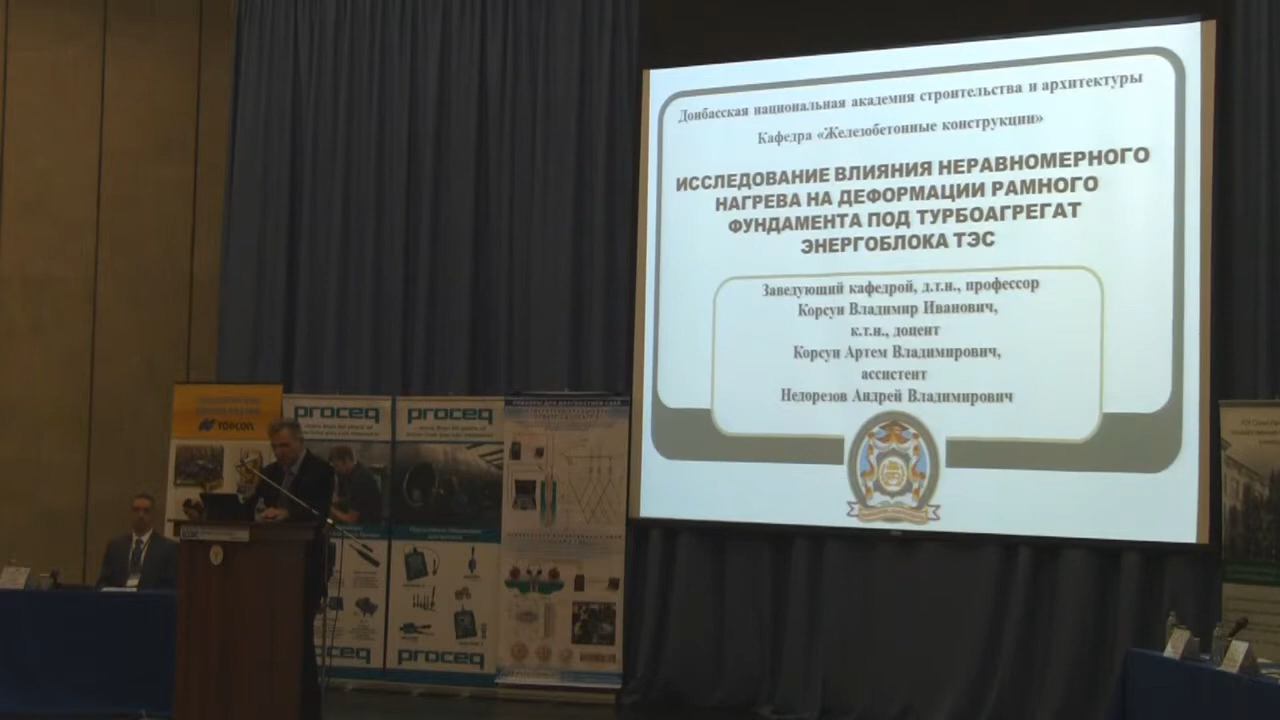 Донбасская национальная академия строительства и архитектуры
Кафедра «Железобетонные конструкции»
ИССЛЕДОВАНИЕ ВЛИЯНИЯ НЕРАВНОМЕРНОГО
НАГРЕВА НА ДЕФОРМАЦИИ РАМНОГО
ФУНДАМЕНТА ПОД ТУРБОАГРЕГАТ
ЭНЕРГОБЛОКА ТЭС
Заведующий кафедрой, д.т.н., профессор
Корсун Владимир Иванович,
к.т.н., доцент
Корсун Артем Владимирович,
ассистент
Недорезов Андрей Владимирович
TOPCON
proceq
proceq
proceq